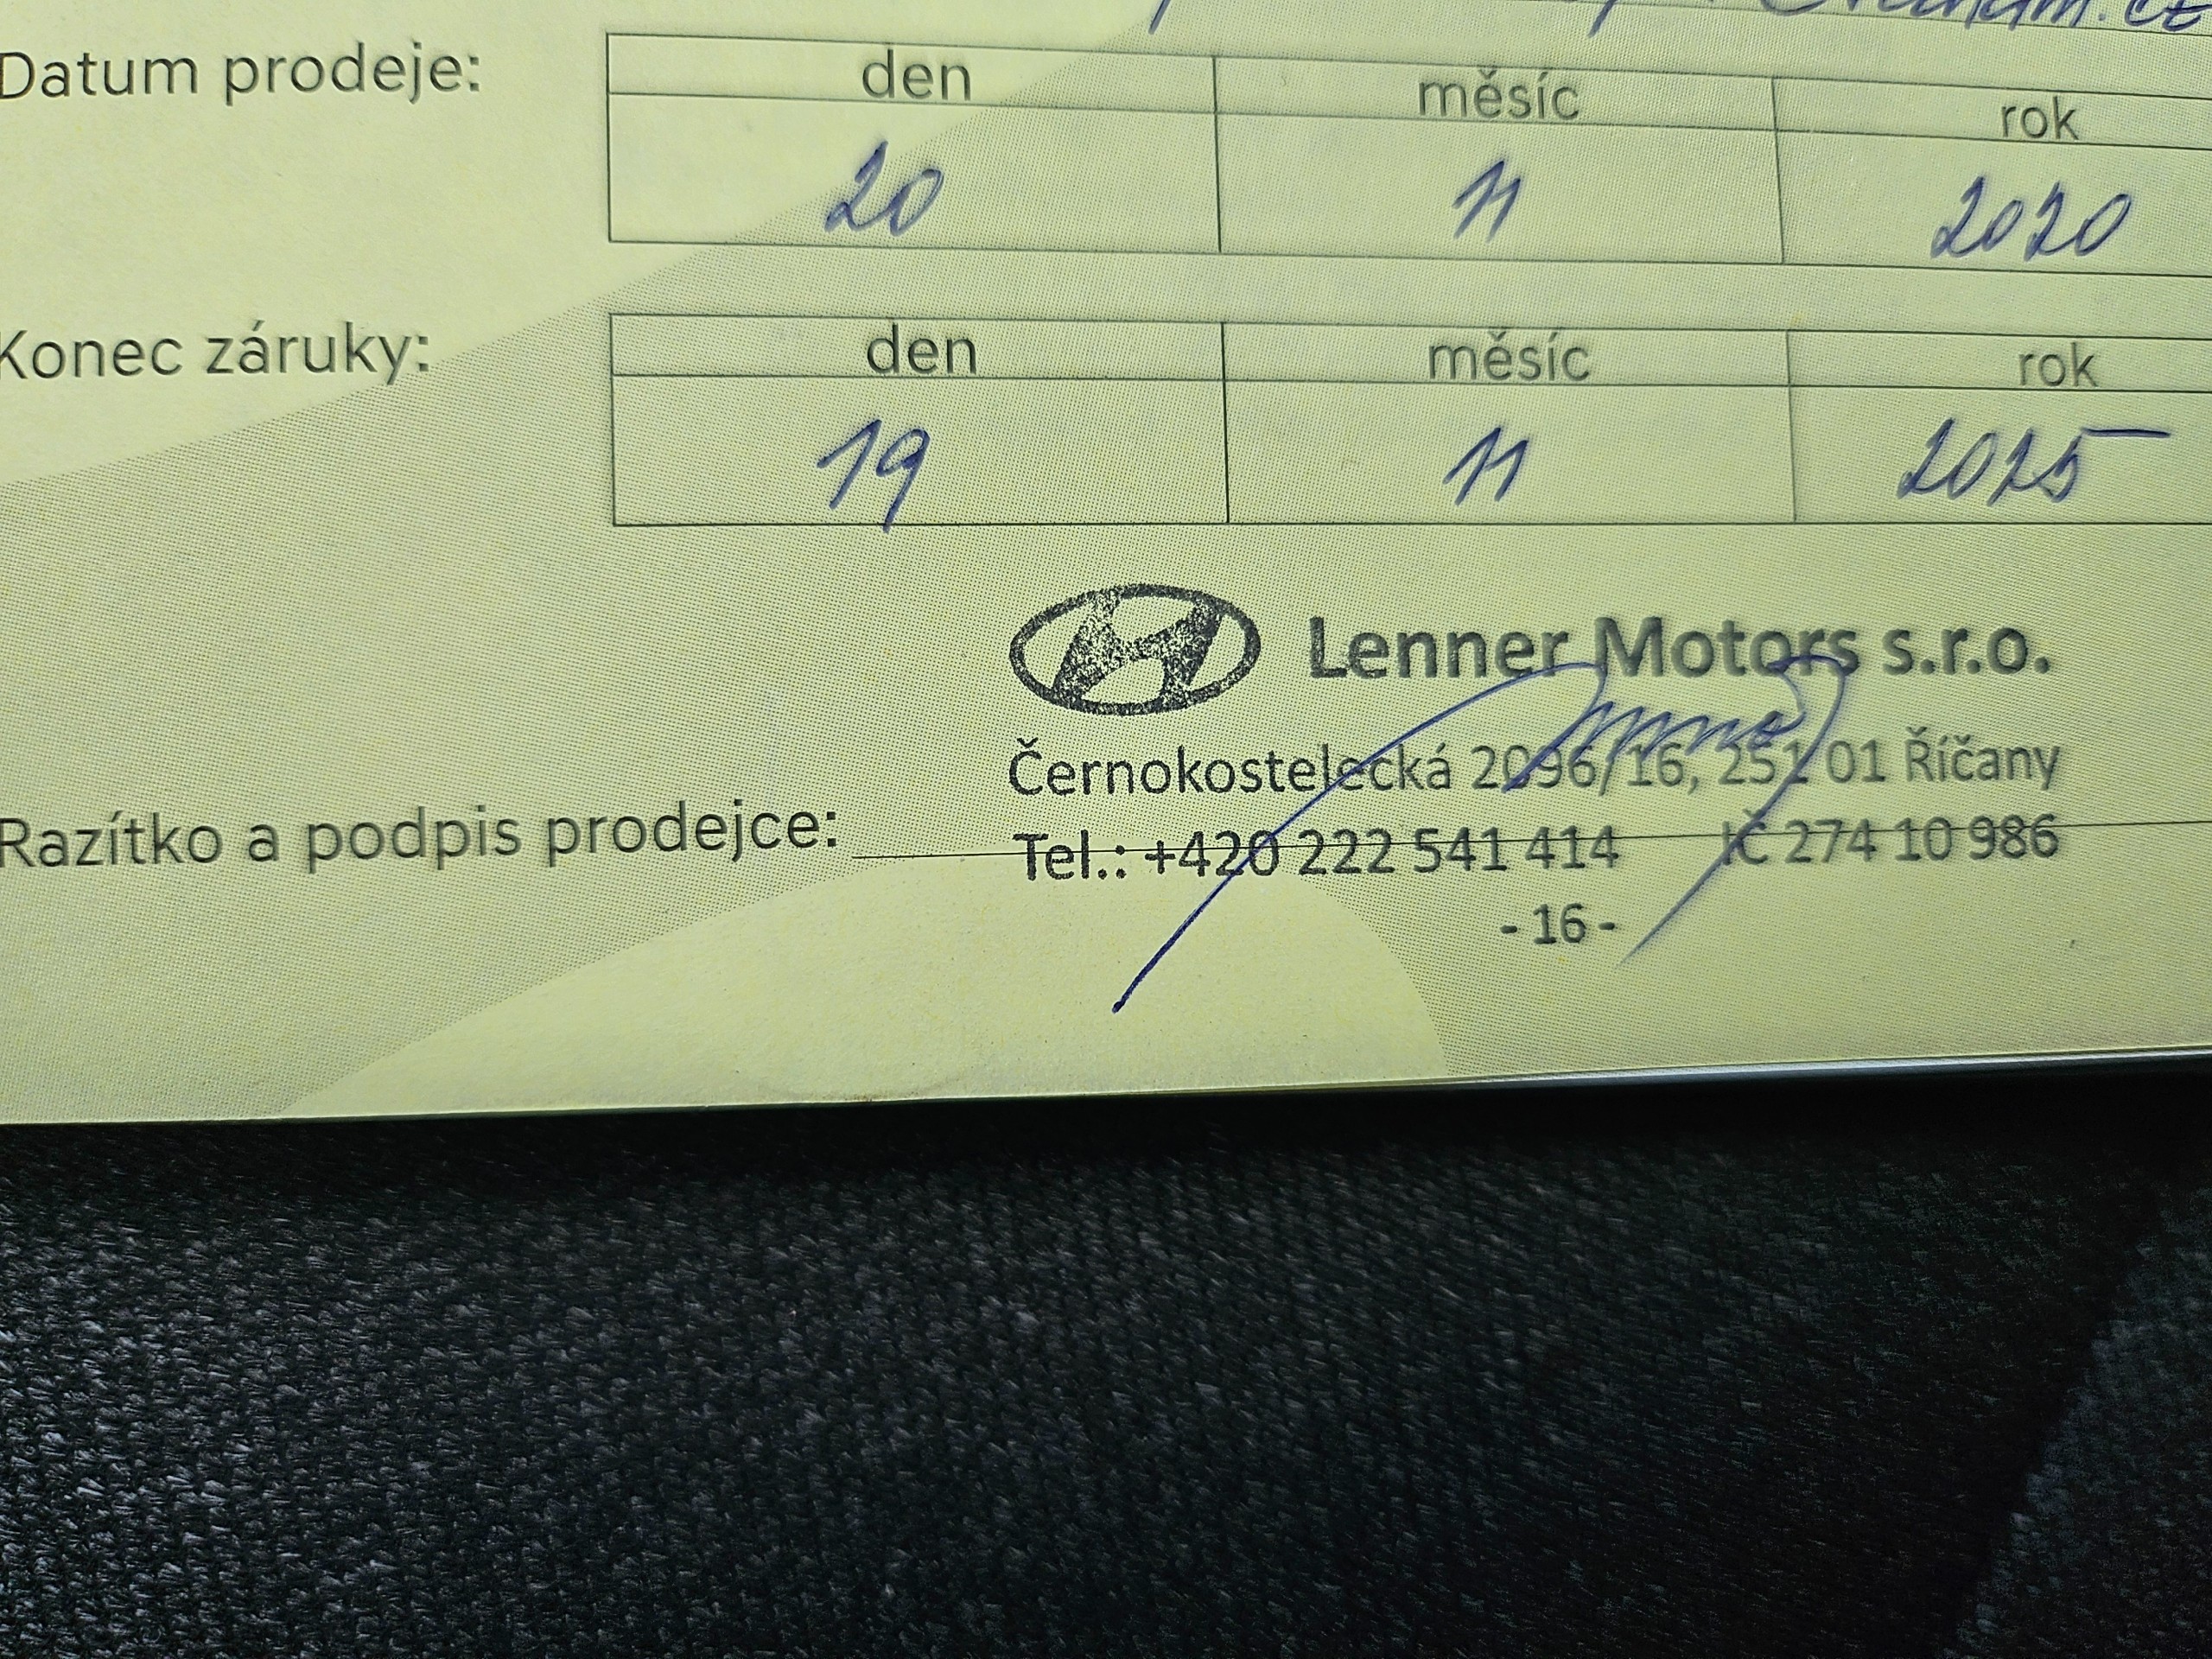 Datum prodeje:
den měsíc rok
20 11 2020
Konec záruky:
den měsíc rok
19 11 2025
Lenner Motors s.r.o.
Černokostelecká 2096/16, 251 01 Říčany
Razítko a podpis prodejce:
Tel.: +420 222 541 414 IČ 274 10 986
- 16 -